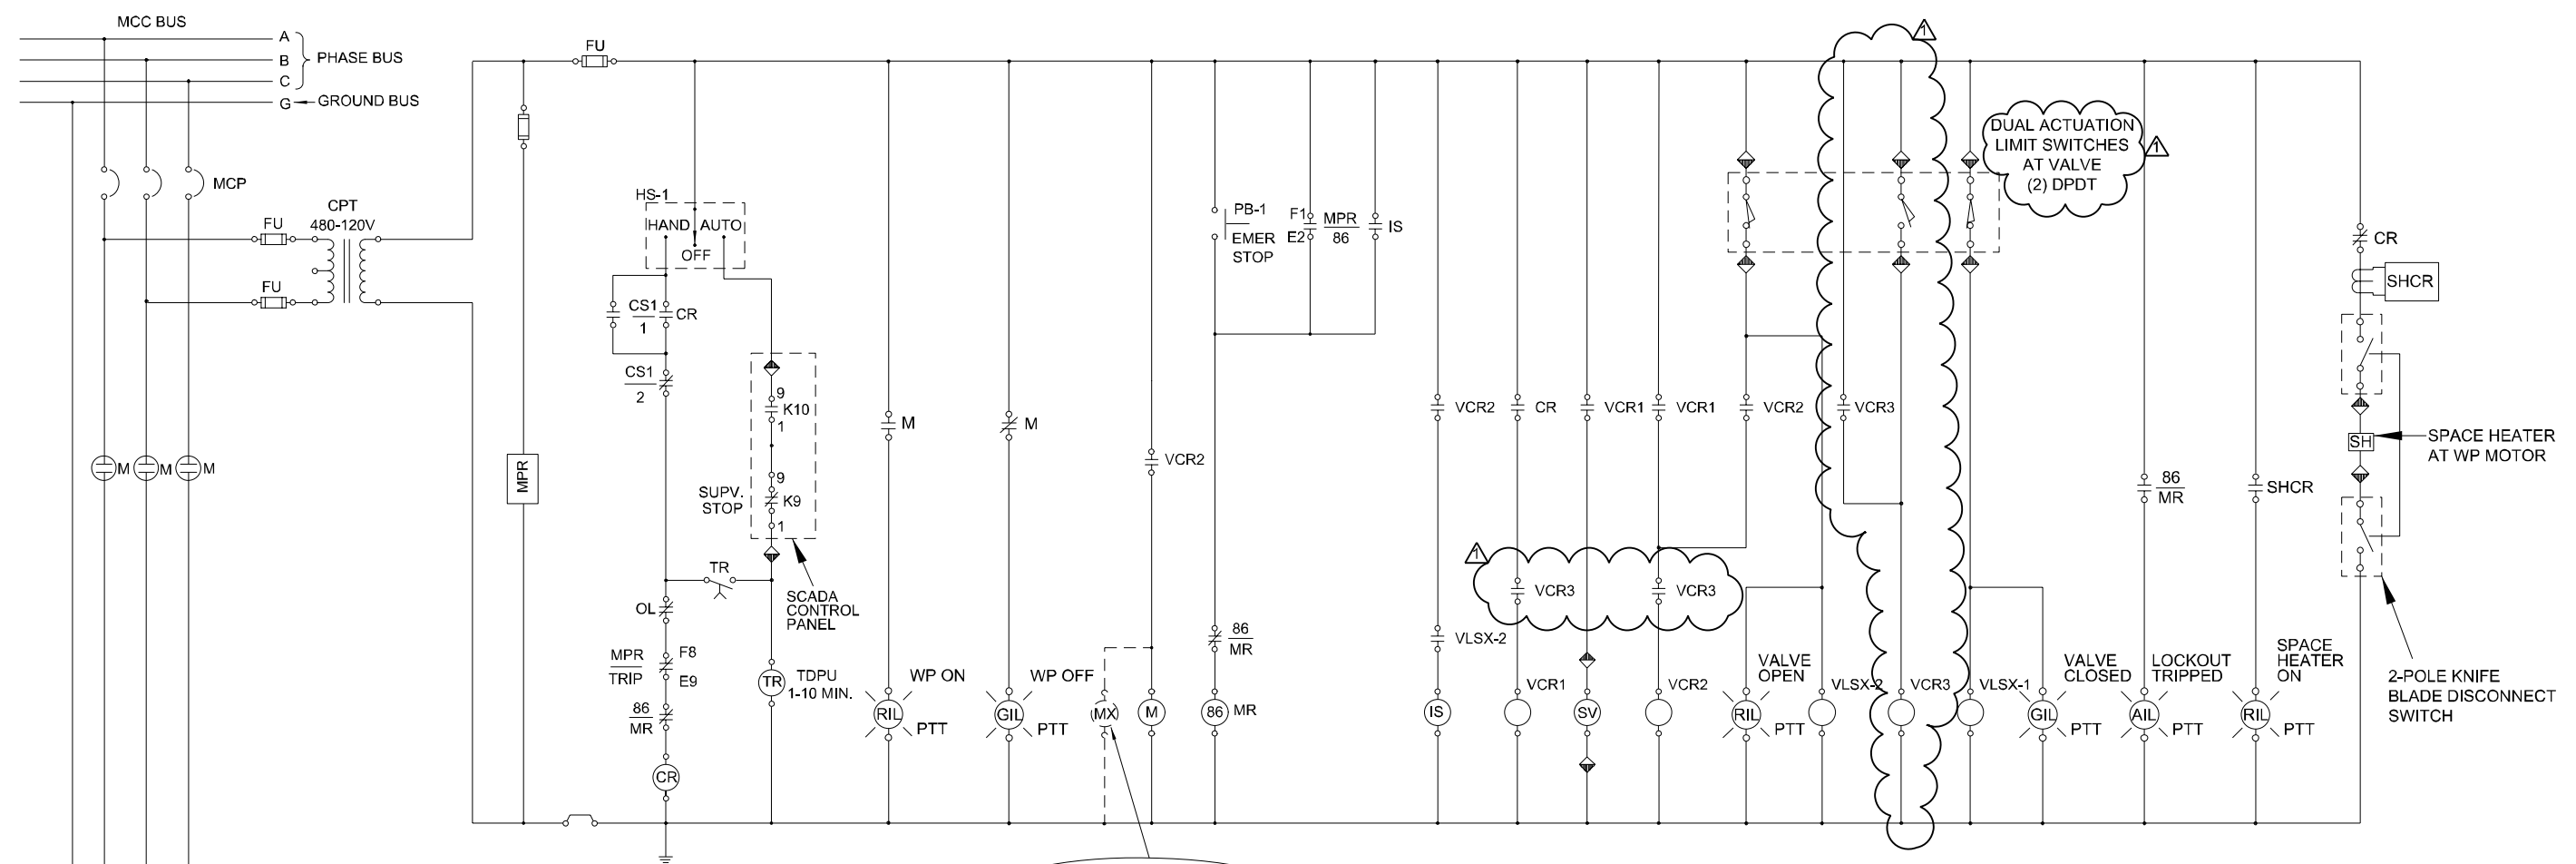 MCC BUS
A
B
C
G
PHASE BUS
GROUND BUS
MCP
CPT
480-120V
FU
FU
M
M
M
FU
MPR
HS-1
HAND
AUTO
OFF
CS1
1
CR
CS1
2
9
K10
1
9
K9
1
SUPV.
STOP
SCADA
CONTROL
PANEL
TR
OL
MPR
TRIP
F8
E9
86
MR
CR
TR
TDPU
1-10 MIN.
M
WP ON
RIL
PTT
M
WP OFF
GIL
PTT
VCR2
MX
M
PB-1
EMER
STOP
F1
E2
MPR
86
IS
86
MR
86
MR
VCR2
VLSX-2
IS
CR
VCR3
VCR1
VCR1
SV
VCR1
VCR3
VCR2
VCR2
VALVE
OPEN
RIL
PTT
VLSX-2
1
1
VCR3
VCR3
DUAL ACTUATION
LIMIT SWITCHES
AT VALVE
(2) DPDT
1
VLSX-1
VALVE
CLOSED
GIL
PTT
86
MR
LOCKOUT
TRIPPED
AIL
PTT
SHCR
SPACE
HEATER
ON
RIL
PTT
CR
SHCR
SH
SPACE HEATER
AT WP MOTOR
2-POLE KNIFE
BLADE DISCONNECT
SWITCH